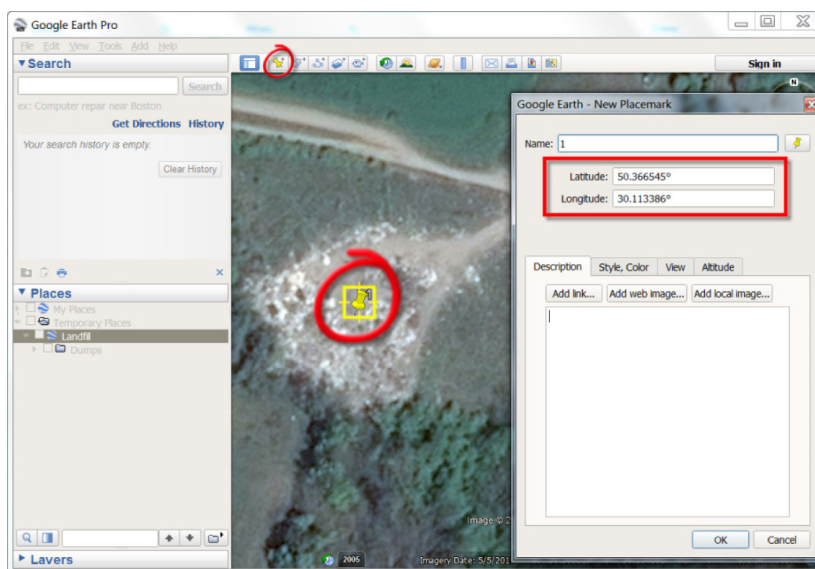 Google Earth Pro
File Edit View Tools Add Help
Search
Sign in
N
Search
ex: Computer repair near Boston
Get Directions History
Your search history is empty.
Clear History
Places
My Places
Temporary Places
Landfill
Dumps
Layers
1
Image © 2
2005
Imagery Date: 5/5/201
Google Earth - New Placemark
Name: 1
Latitude: 50.366545°
Longitude: 30.113386°
Description Style, Color View Altitude
Add link... Add web image... Add local image...
OK Cancel